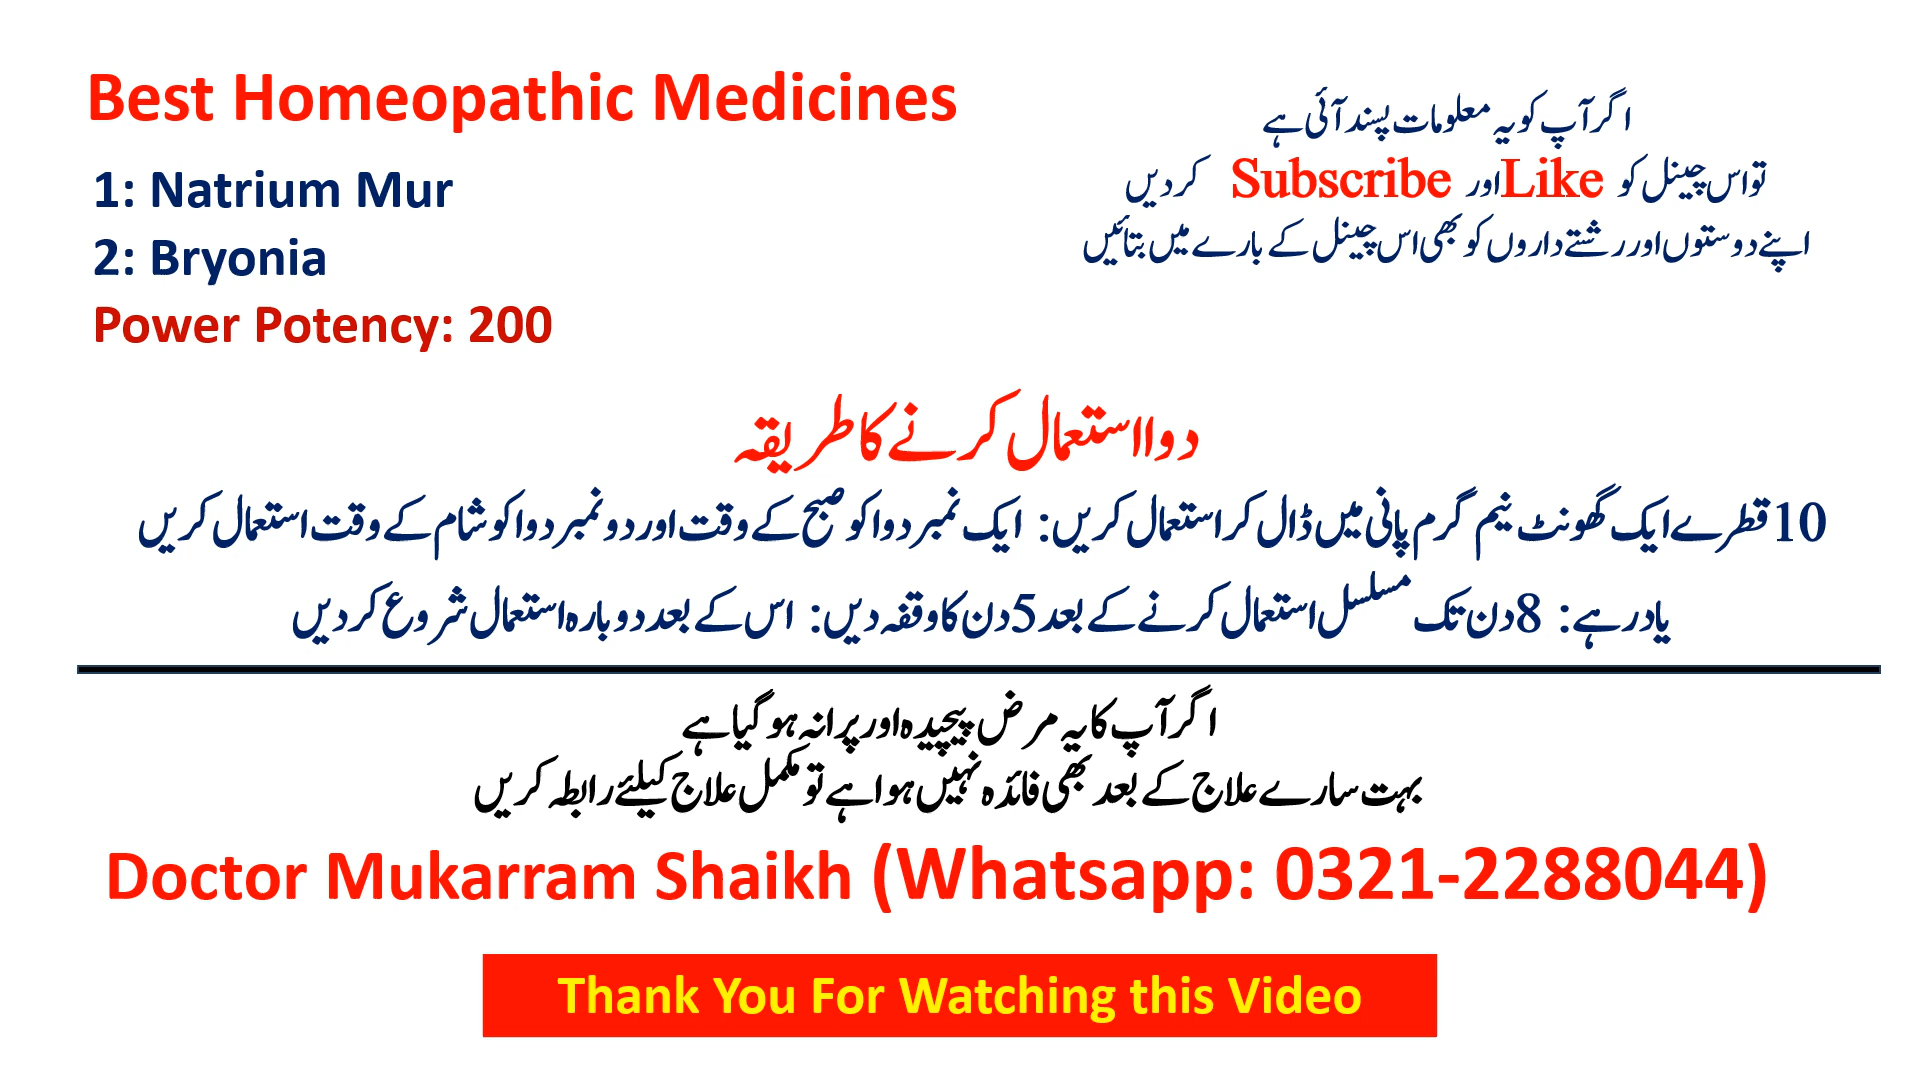 Best Homeopathic Medicines
1: Natrium Mur
2: Bryonia
Power Potency: 200
اگر آپ کو یہ معلومات پسند آئی ہے
تو اس چینل کو Like اور Subscribe کر دیں
اپنے دوستوں اور رشتے داروں کو بھی اس چینل کے بارے میں بتائیں
دوا استعمال کرنے کا طریقہ
10 قطرے ایک گھونٹ نیم گرم پانی میں ڈال کر استعمال کریں: ایک نمبر دوا کو صبح کے وقت اور دو نمبر دوا کو شام کے وقت استعمال کریں
یاد رہے: 8 دن تک مسلسل استعمال کرنے کے بعد 5 دن کا وقفہ دیں: اس کے بعد دوبارہ استعمال شروع کر دیں
اگر آپ کا یہ مرض پیچیدہ اور پرانہ ہو گیا ہے
بہت سارے علاج کے بعد بھی فائدہ نہیں ہوا ہے تو مکمل علاج کیلئے رابطہ کریں
Doctor Mukarram Shaikh (Whatsapp: 0321-2288044)
Thank You For Watching this Video